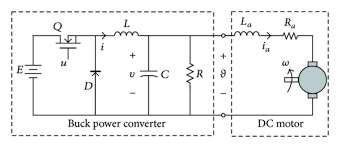 Q
L
L_a
R_a
i
i_a
E
u
D
+
υ
−
C
R
+
ϑ
−
ω
Buck power converter
DC motor